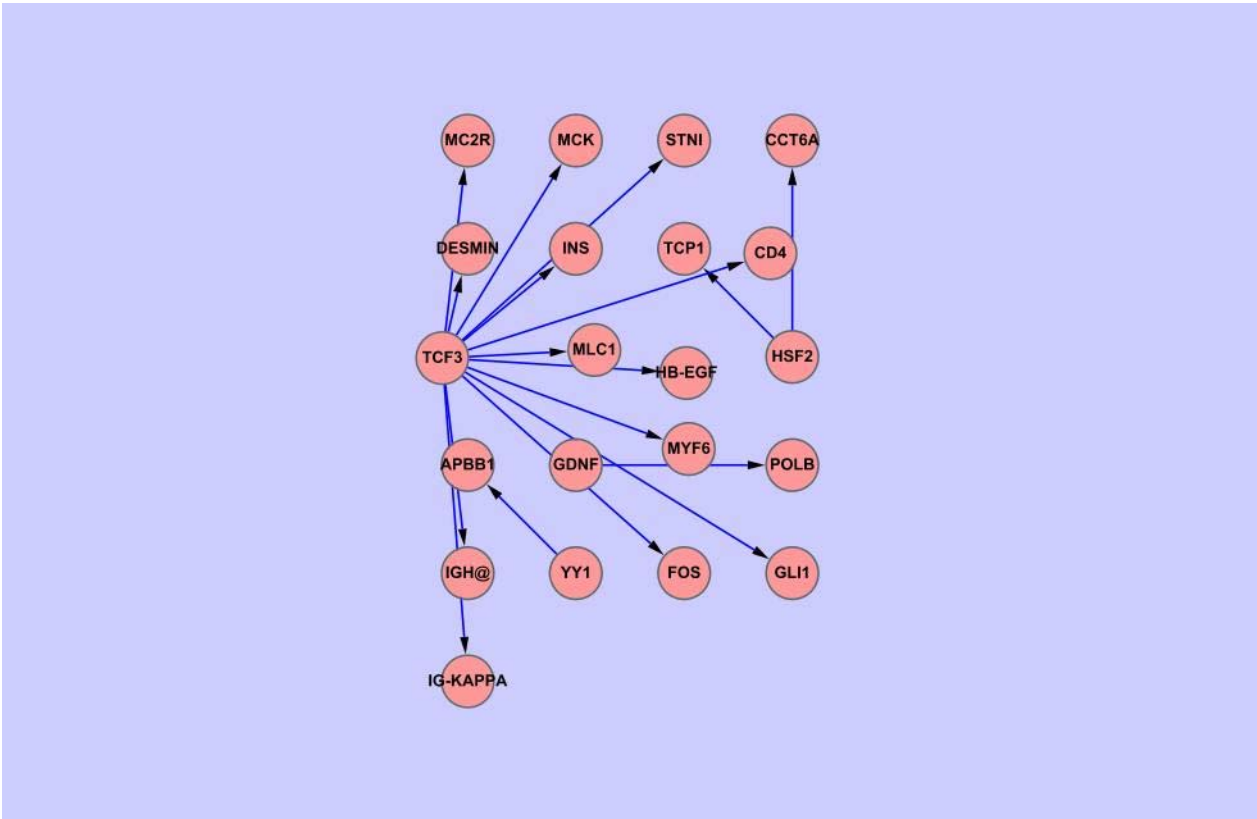 MC2R
MCK
STNI
CCT6A
DESMIN
INS
TCP1
CD4
TCF3
MLC1
HB-EGF
HSF2
APBB1
GDNF
MYF6
POLB
IGH@
YY1
FOS
GLI1
IG-KAPPA